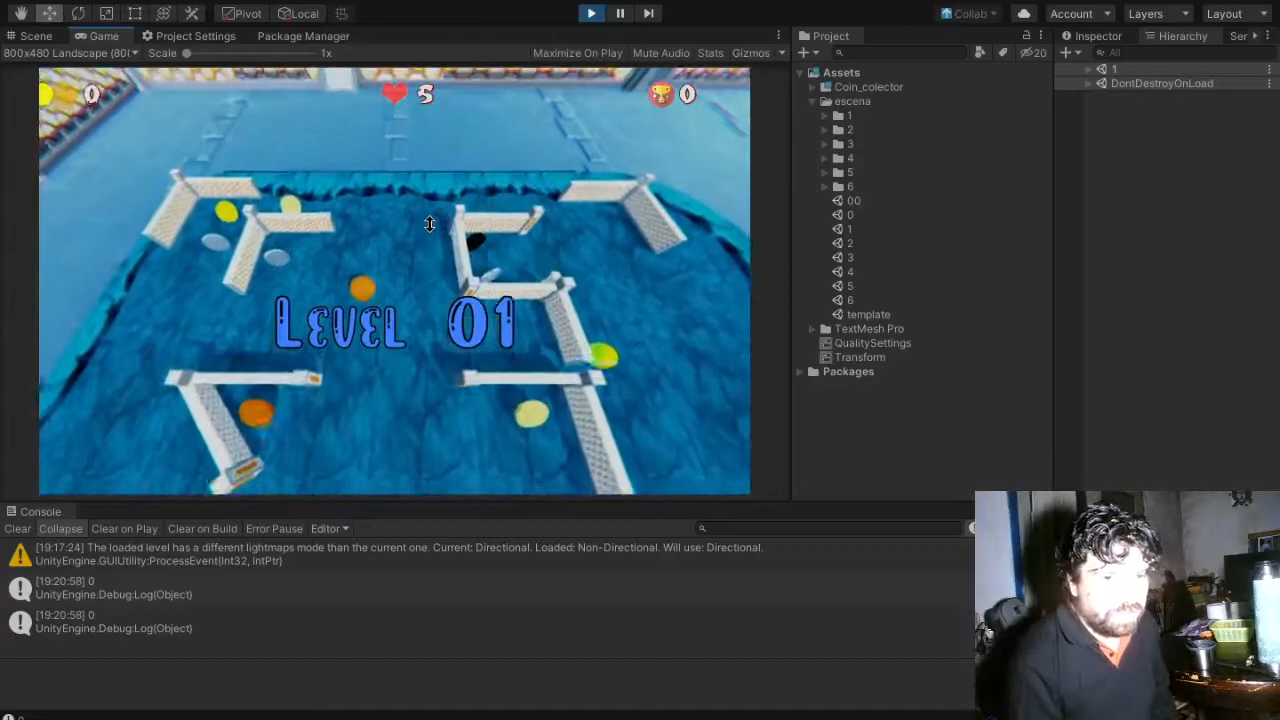 Pivot Local Collab Account Layers Layout
Scene Game Project Settings Package Manager Project Inspector Hierarchy Ser
800x480 Landscape (80( Scale 1x Maximize On Play Mute Audio Stats Gizmos 20 All
0 5 0
LEVEL 01
Assets
Coin_colector
escena
1
2
3
4
5
6
00
0
1
2
3
4
5
6
template
TextMesh Pro
QualitySettings
Transform
Packages
1
DontDestroyOnLoad
Console
Clear Collapse Clear on Play Clear on Build Error Pause Editor
[19:17:24] The loaded level has a different lightmaps mode than the current one. Current: Directional. Loaded: Non-Directional. Will use: Directional.
UnityEngine.GUIUtility:ProcessEvent(Int32, IntPtr)
[19:20:58] 0
UnityEngine.Debug:Log(Object)
[19:20:58] 0
UnityEngine.Debug:Log(Object)